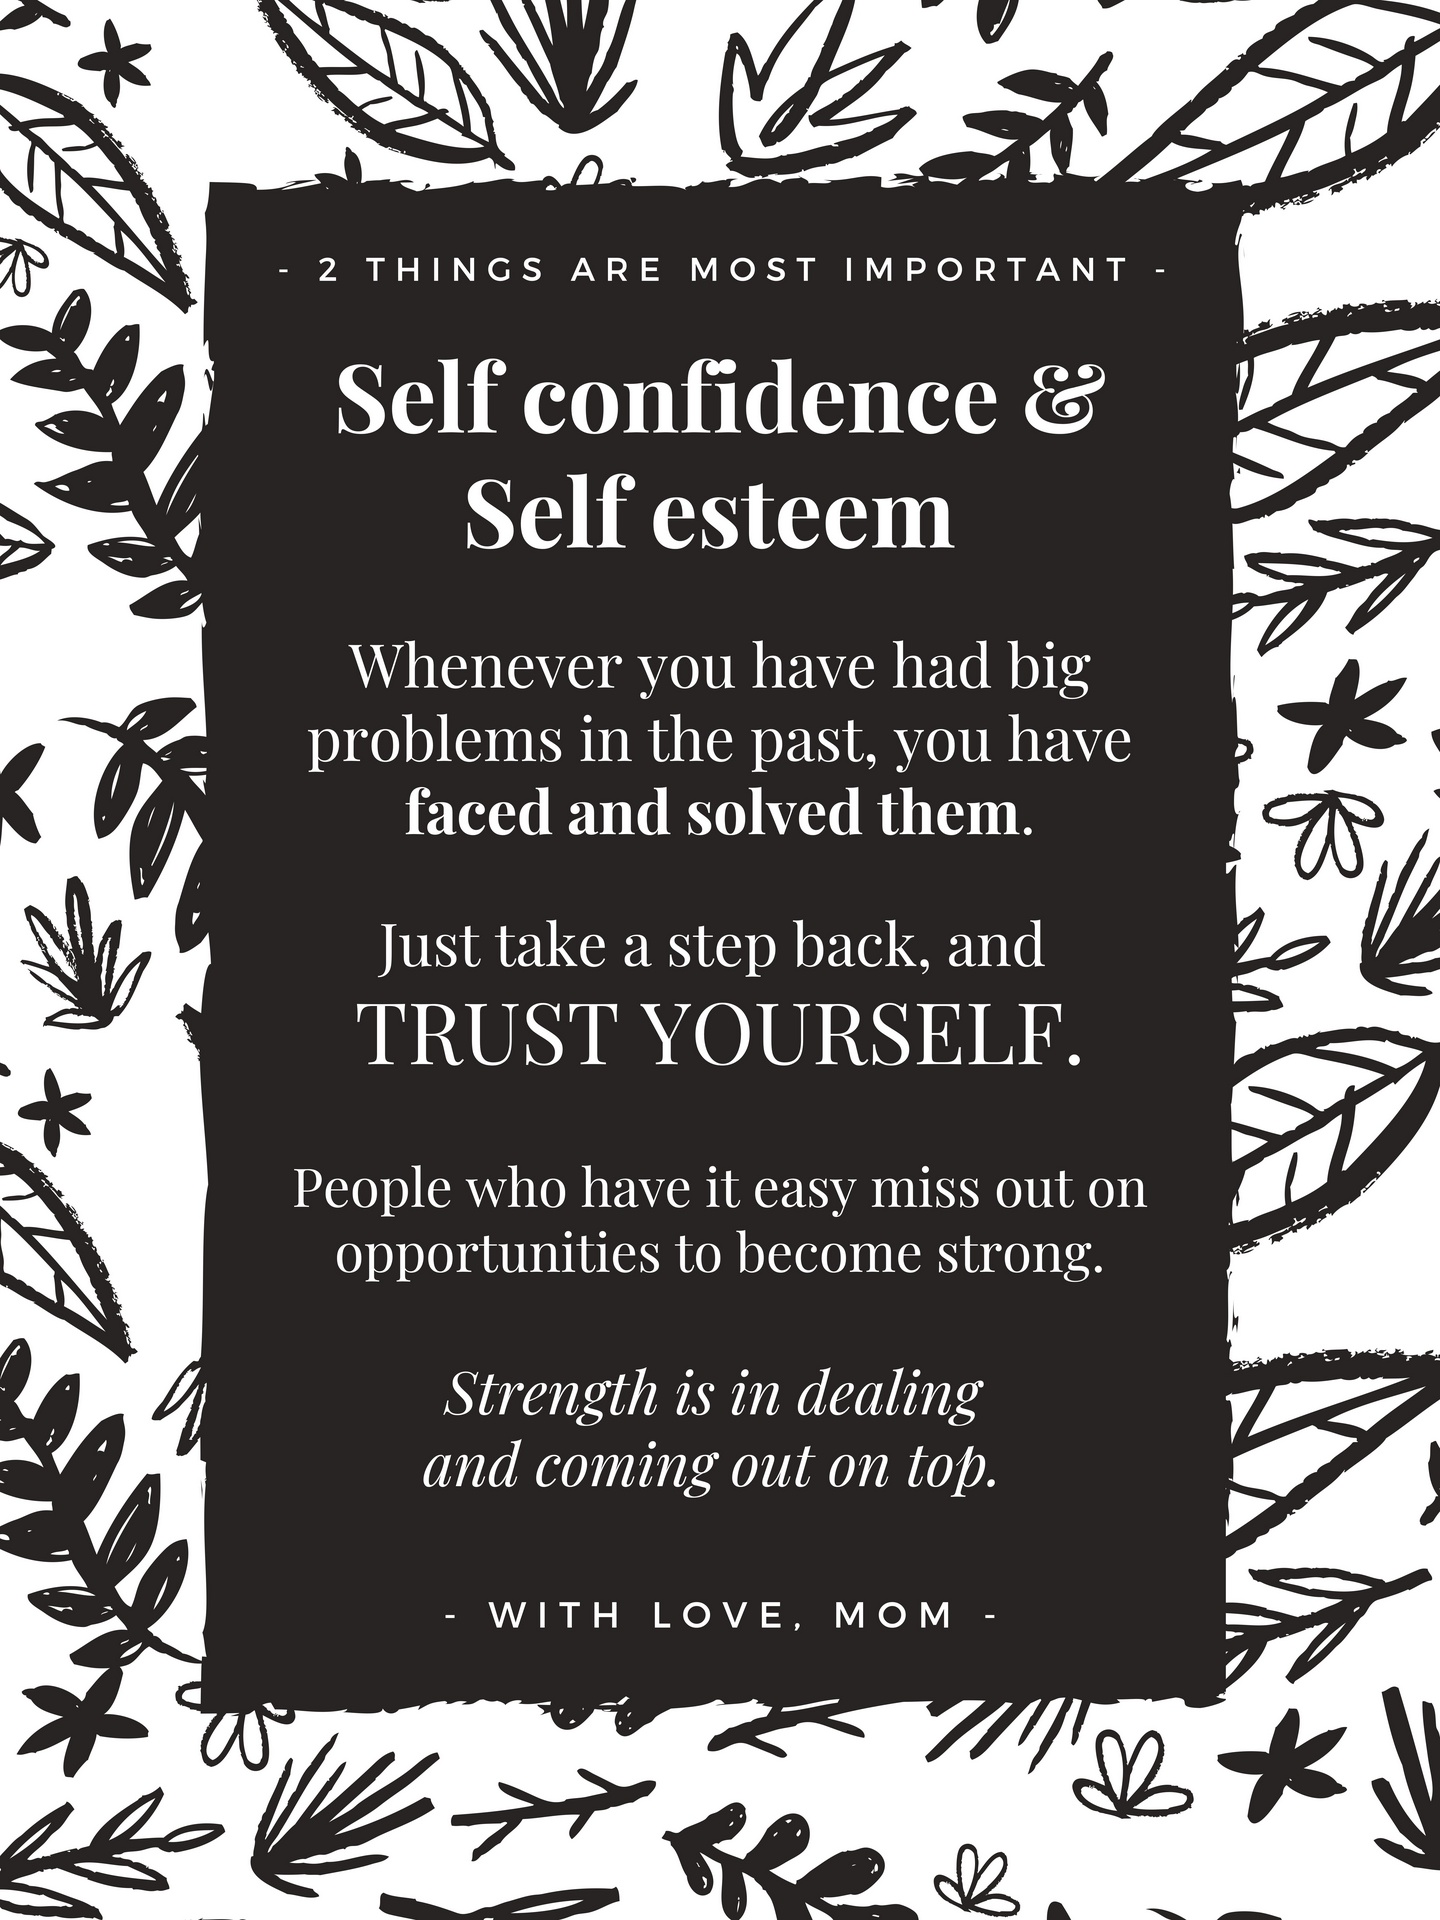 - 2 THINGS ARE MOST IMPORTANT -
Self confidence &
Self esteem
Whenever you have had big
problems in the past, you have
faced and solved them.
Just take a step back, and
TRUST YOURSELF.
People who have it easy miss out on
opportunities to become strong.
Strength is in dealing
and coming out on top.
- WITH LOVE, MOM -